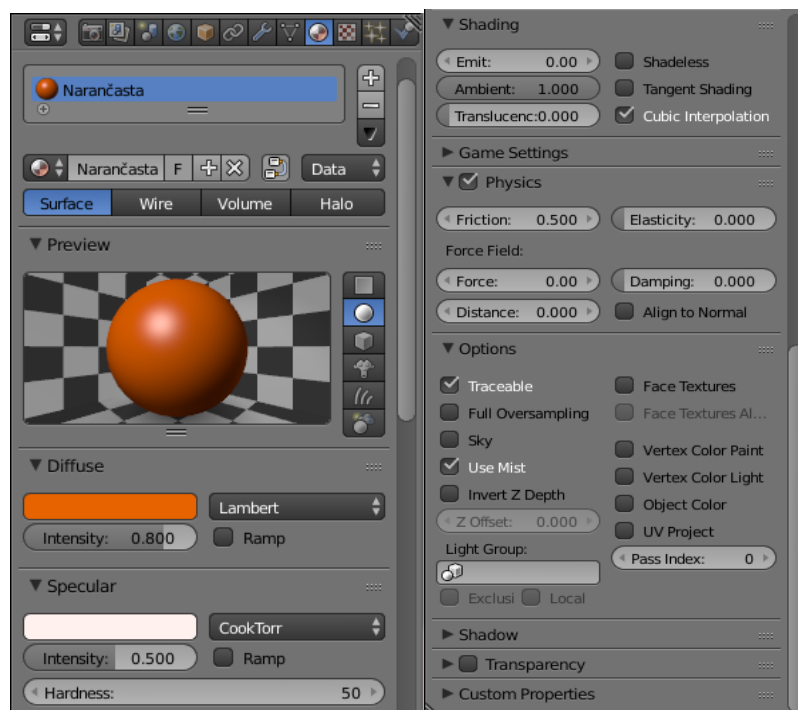 Narančasta
Narančasta F Data
Surface Wire Volume Halo
Preview
Diffuse
Lambert
Intensity: 0.800 Ramp
Specular
CookTorr
Intensity: 0.500 Ramp
Hardness: 50
Shading
Emit: 0.00 Shadeless
Ambient: 1.000 Tangent Shading
Translucenc:0.000 Cubic Interpolation
Game Settings
Physics
Friction: 0.500 Elasticity: 0.000
Force Field:
Force: 0.00 Damping: 0.000
Distance: 0.000 Align to Normal
Options
Traceable Face Textures
Full Oversampling Face Textures Al...
Sky Vertex Color Paint
Use Mist Vertex Color Light
Invert Z Depth Object Color
Z Offset: 0.000 UV Project
Light Group: Pass Index: 0
Exclusi Local
Shadow
Transparency
Custom Properties